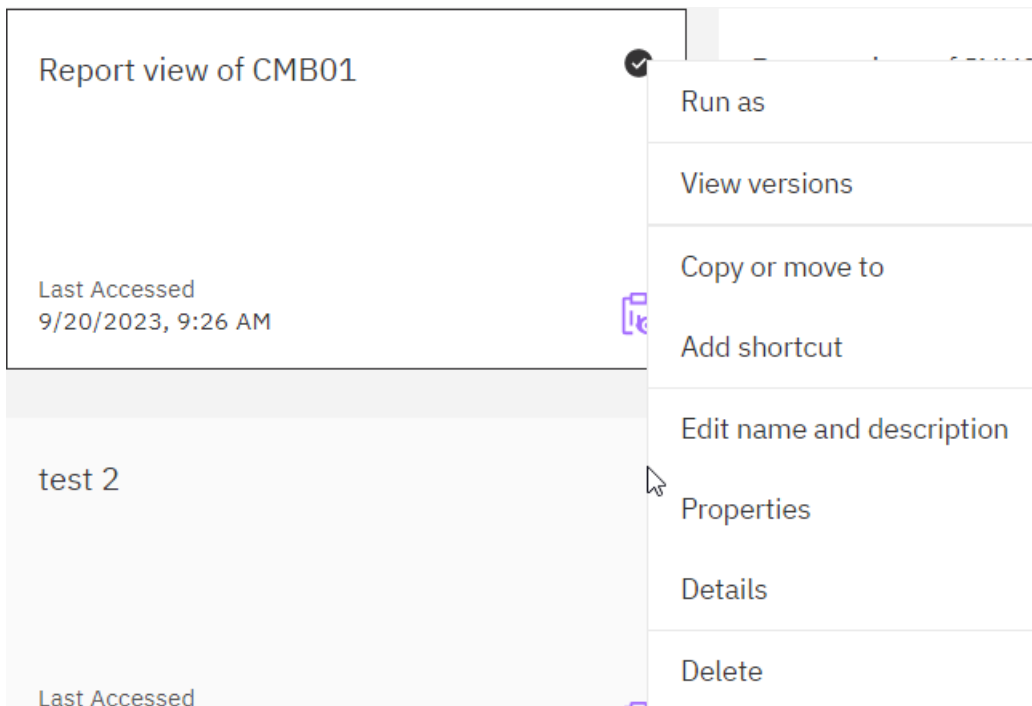 Report view of CMB01
Last Accessed
9/20/2023, 9:26 AM
test 2
Last Accessed
Run as
View versions
Copy or move to
Add shortcut
Edit name and description
Properties
Details
Delete